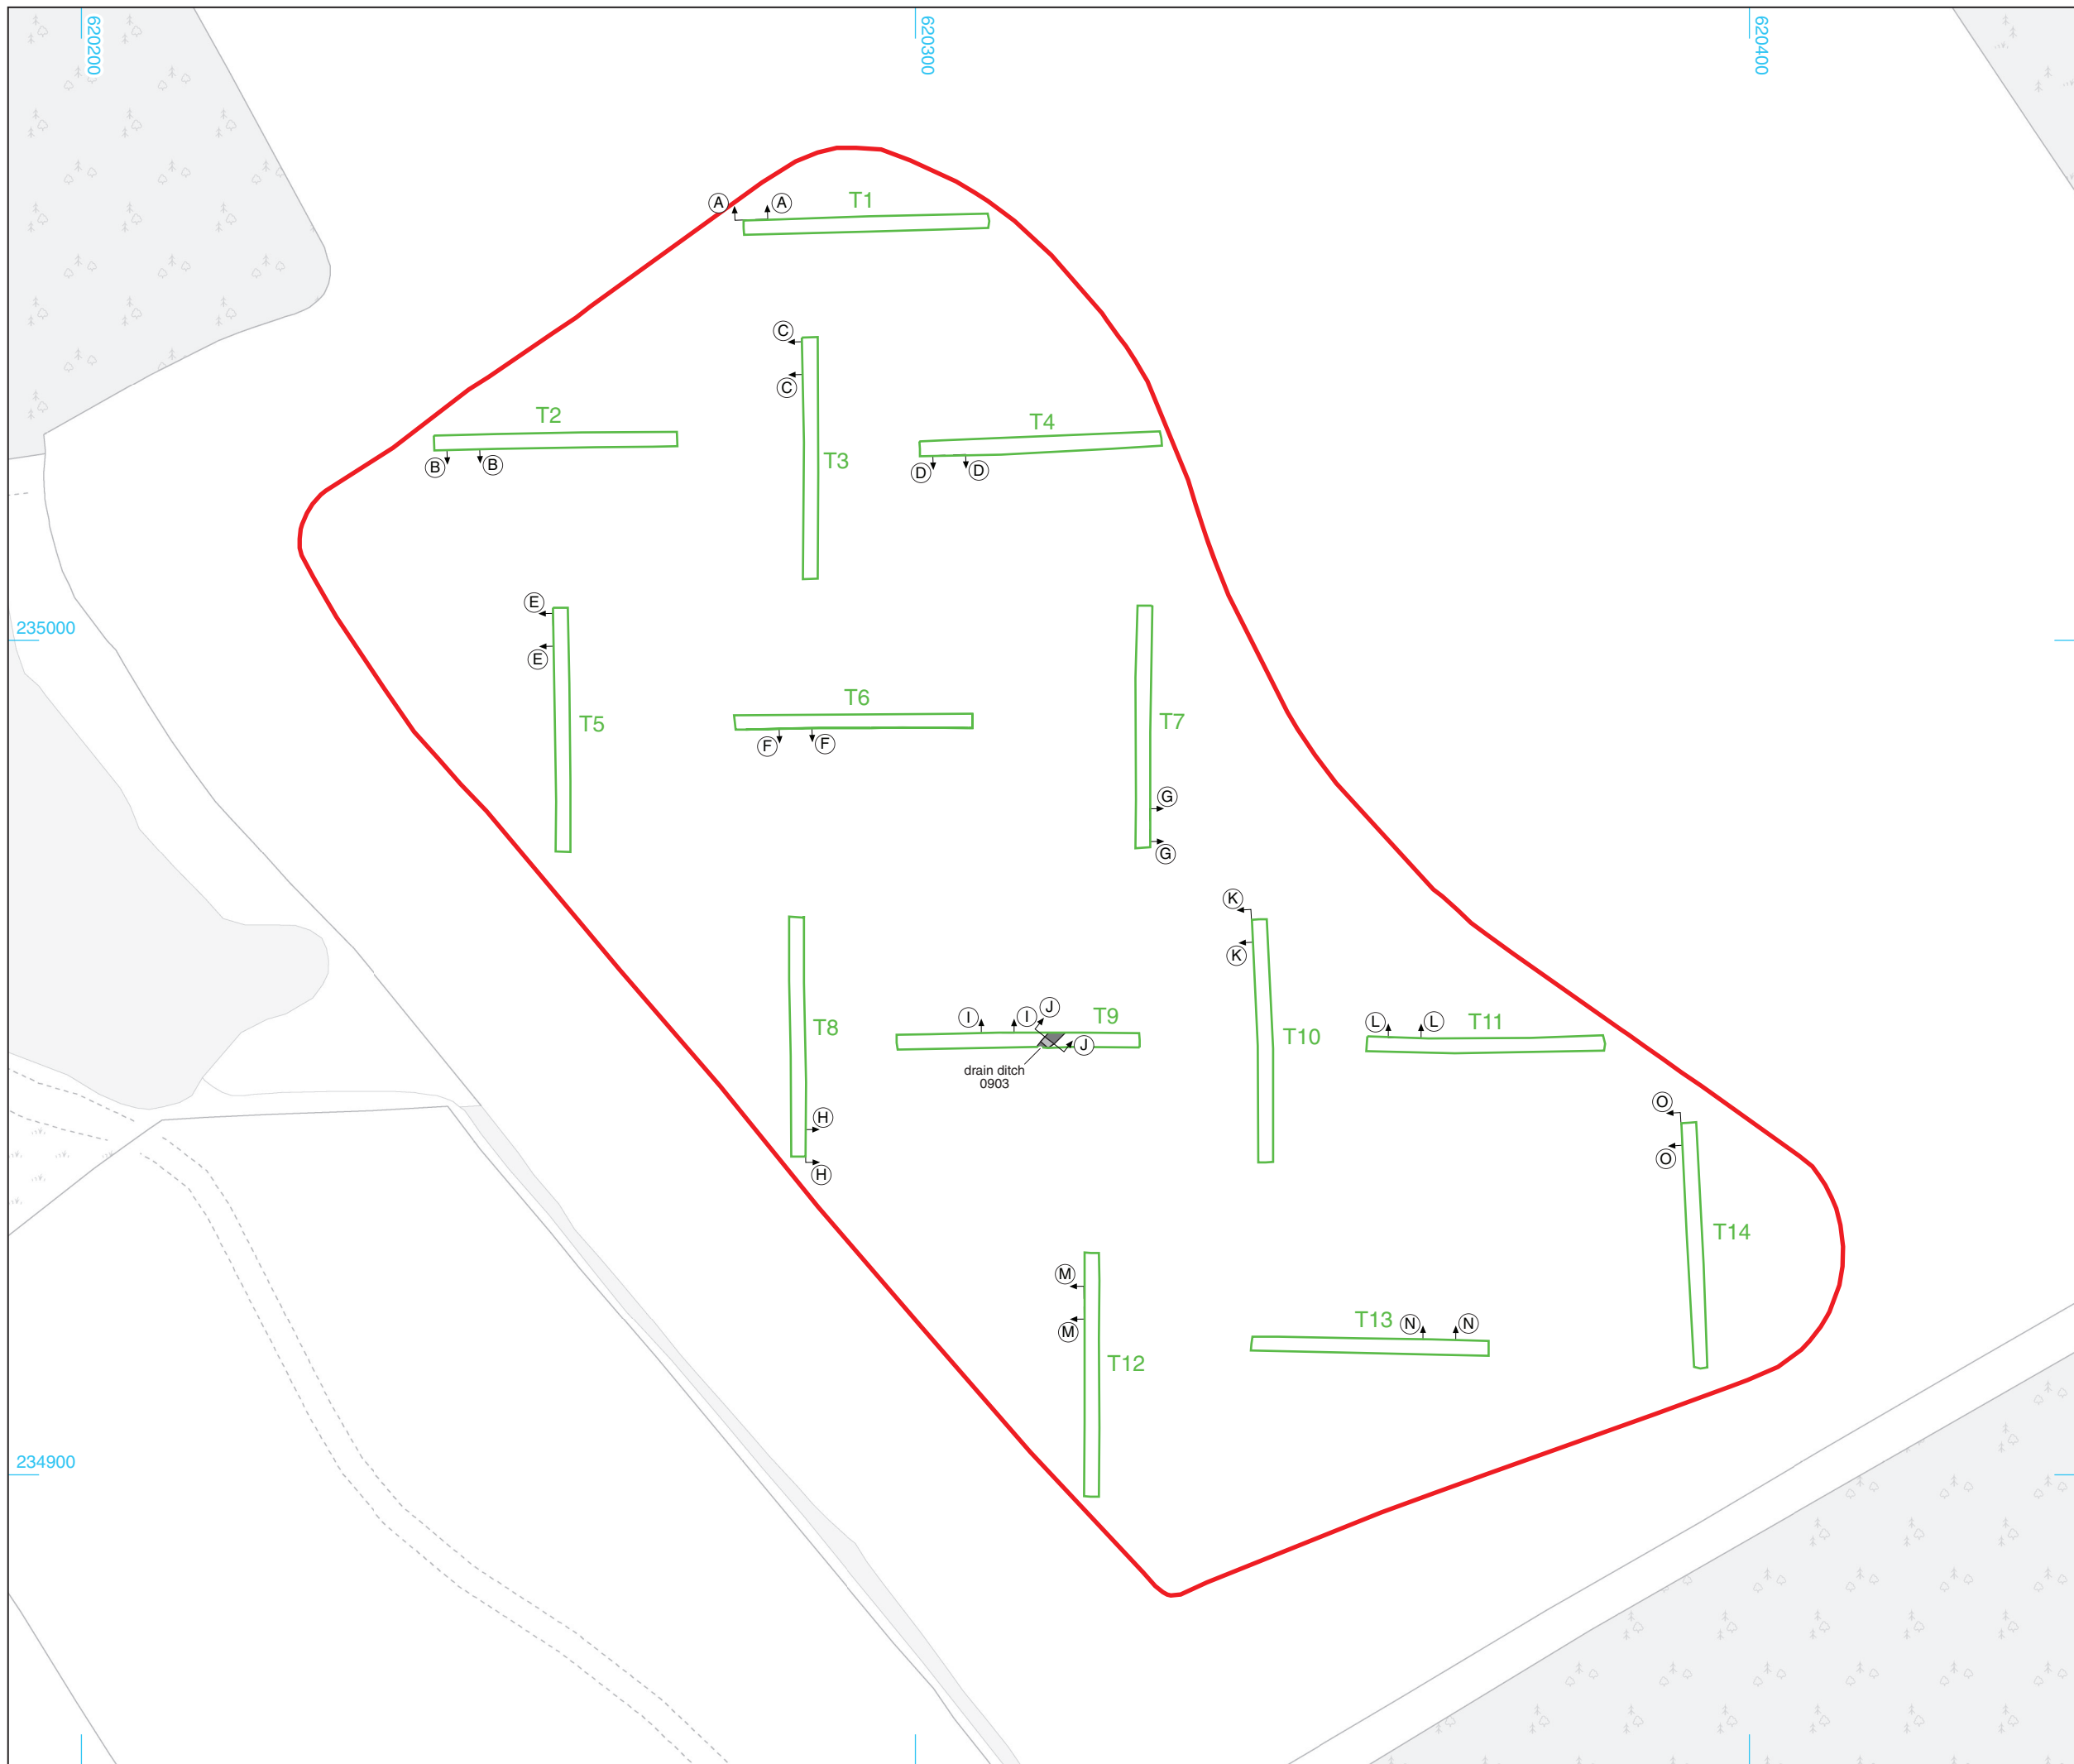 620200
620300
620400
A
A
T1
C
C
T2
T4
B
B
T3
D
D
E
235000
E
T6
T5
T7
F
F
G
G
K
K
I
I
J
T9
L
L
T11
T8
T10
J
drain ditch
0903
O
H
O
H
T14
M
T13
N
N
M
T12
234900